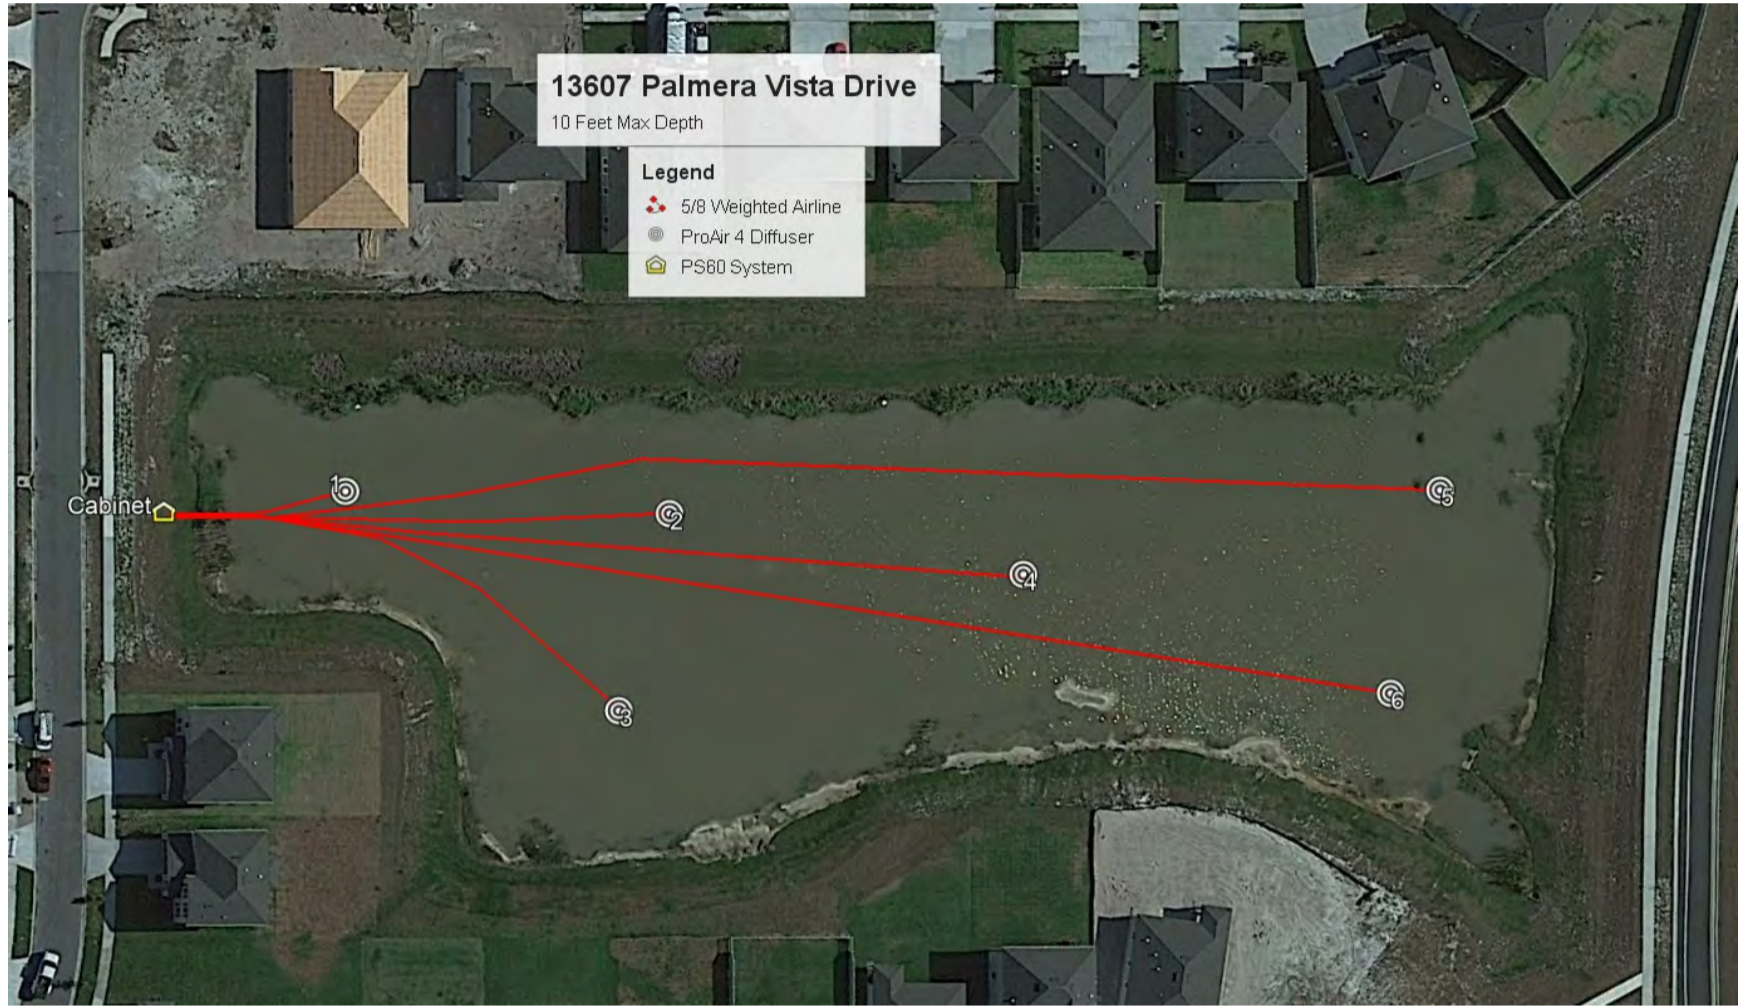 13607 Palmera Vista Drive
10 Feet Max Depth
Legend
5/8 Weighted Airline
ProAir 4 Diffuser
PS60 System
1
Cabinet
2
5
4
6
3